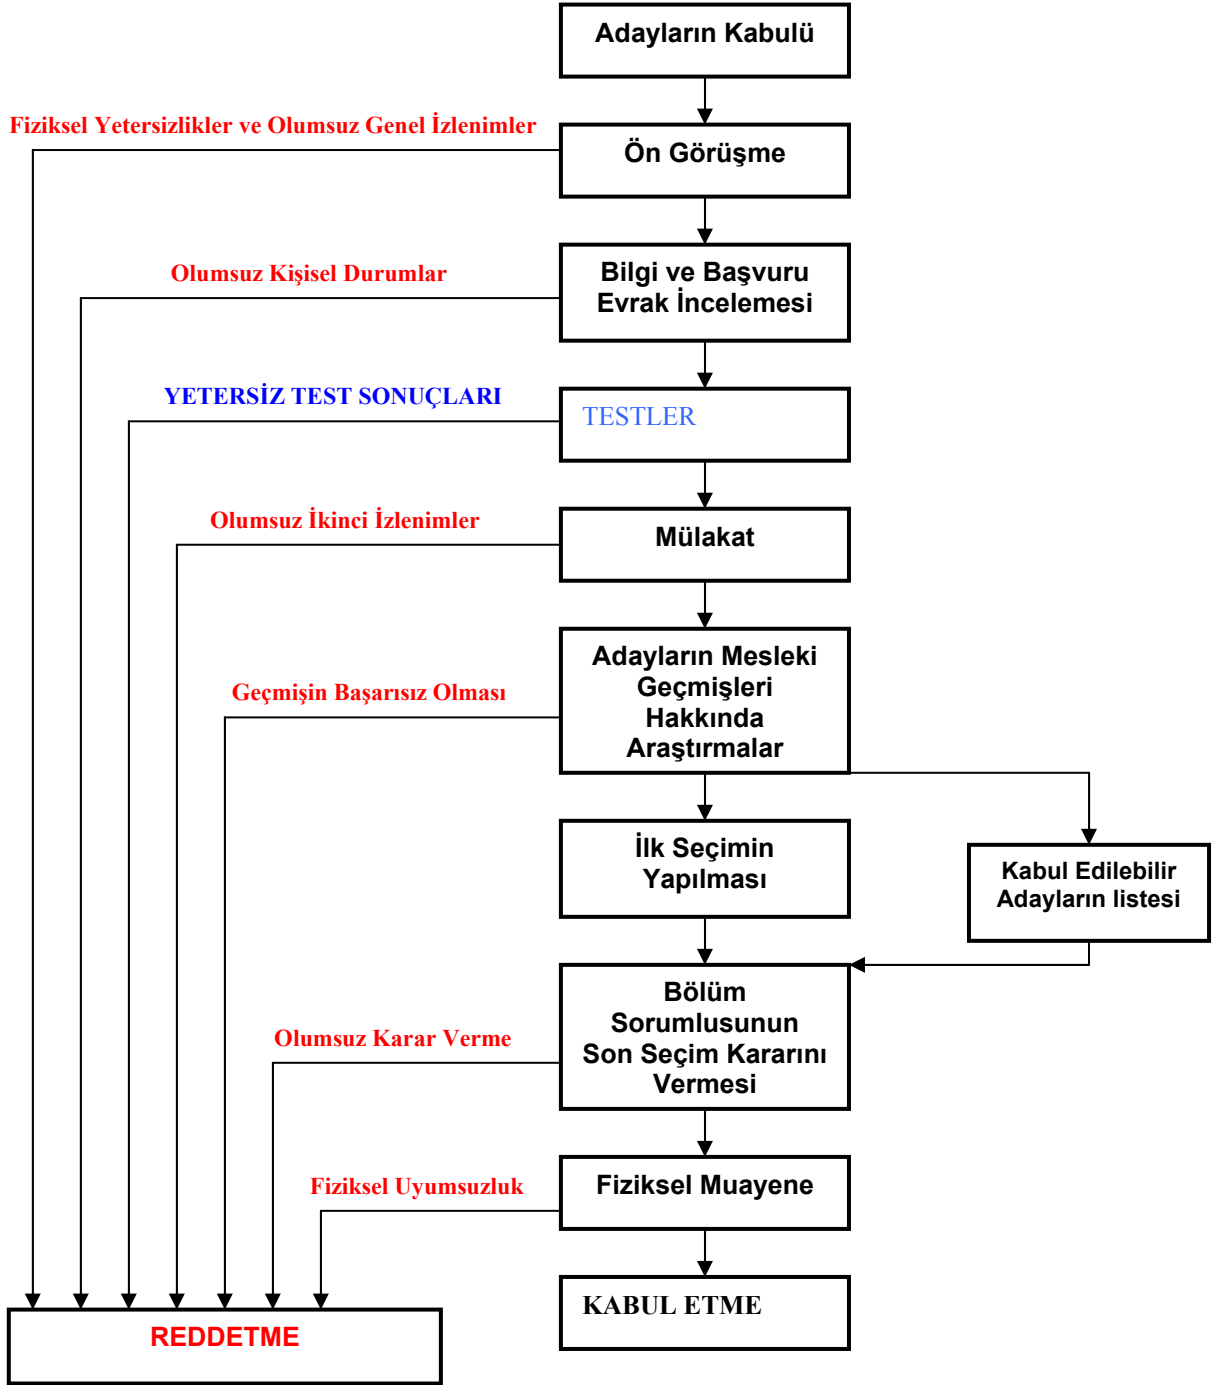 Adayların Kabulü
Fiziksel Yetersizlikler ve Olumsuz Genel İzlenimler
Ön Görüşme
Olumsuz Kişisel Durumlar
Bilgi ve Başvuru
Evrak İncelemesi
YETERSİZ TEST SONUÇLARI
TESTLER
Olumsuz İkinci İzlenimler
Mülakat
Geçmişin Başarısız Olması
Adayların Mesleki
Geçmişleri
Hakkında
Araştırmalar
İlk Seçimin
Yapılması
Kabul Edilebilir
Adayların listesi
Olumsuz Karar Verme
Bölüm
Sorumlusunun
Son Seçim Kararını
Vermesi
Fiziksel Uyumsuzluk
Fiziksel Muayene
KABUL ETME
REDDETME